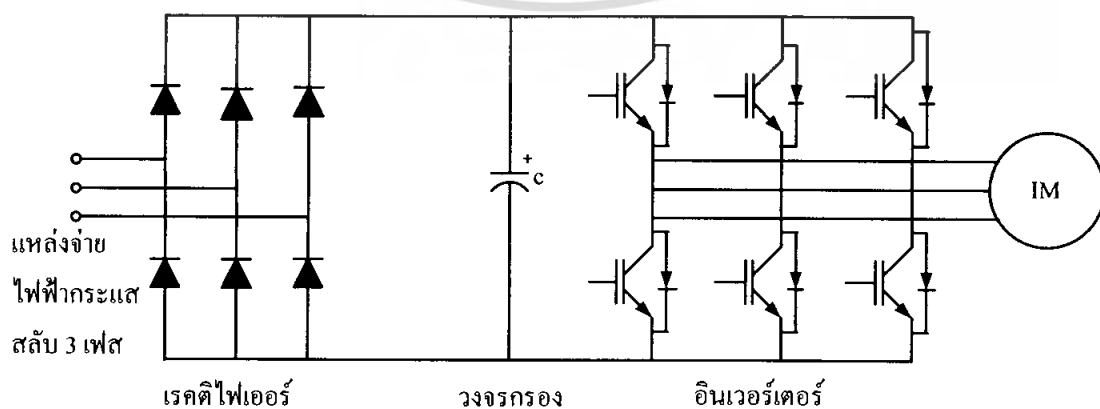 +
c
IM
แหล่งจ่าย
ไฟฟ้ากระแส
สลับ 3 เฟส
เรคติไฟเออร์
วงจรกรอง
อินเวอร์เตอร์